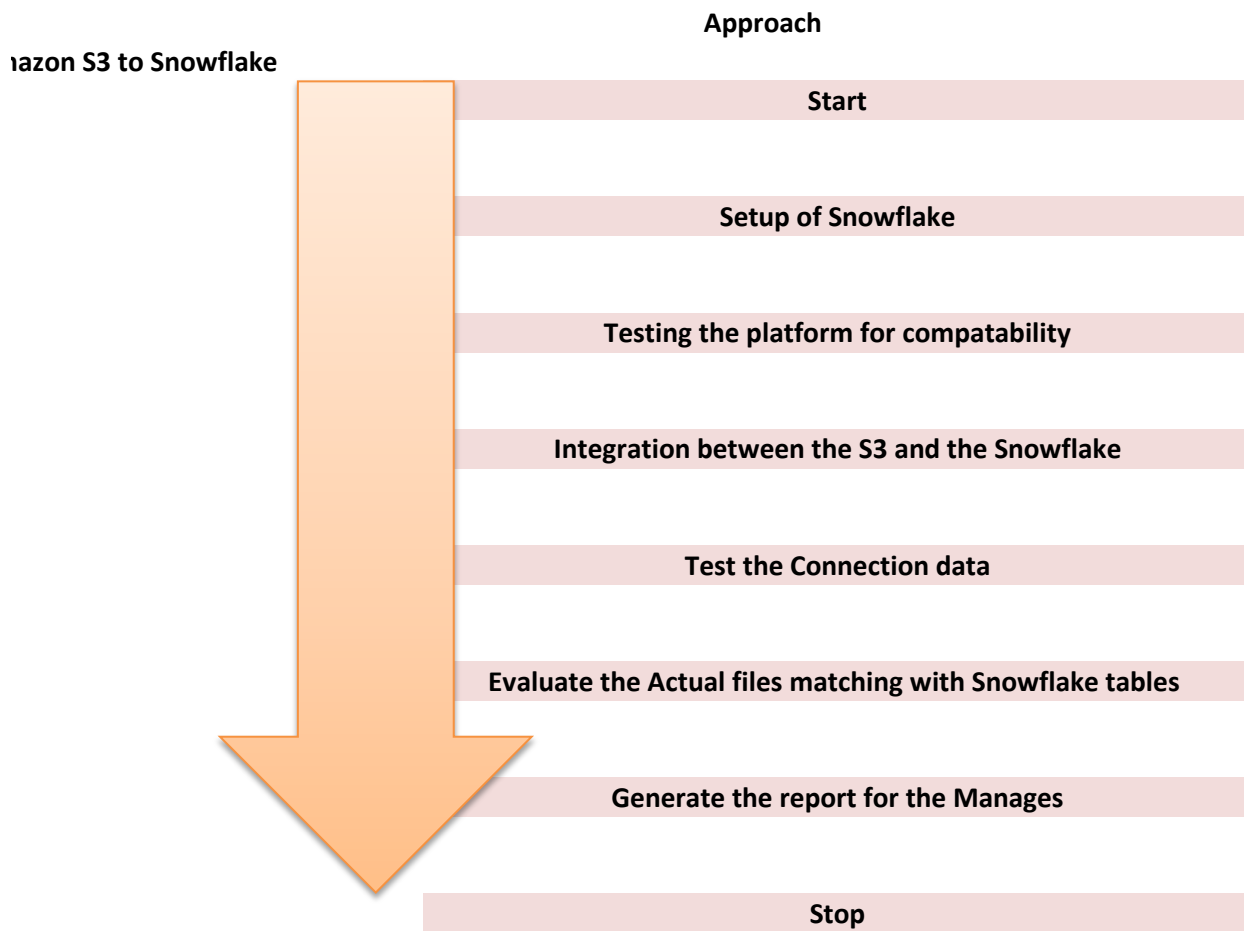 Approach
S3 to Snowflake
Start
Setup of Snowflake
Testing the platform for compatability
Integration between the S3 and the Snowflake
Test the Connection data
Evaluate the Actual files matching with Snowflake tables
Generate the report for the Manages
Stop